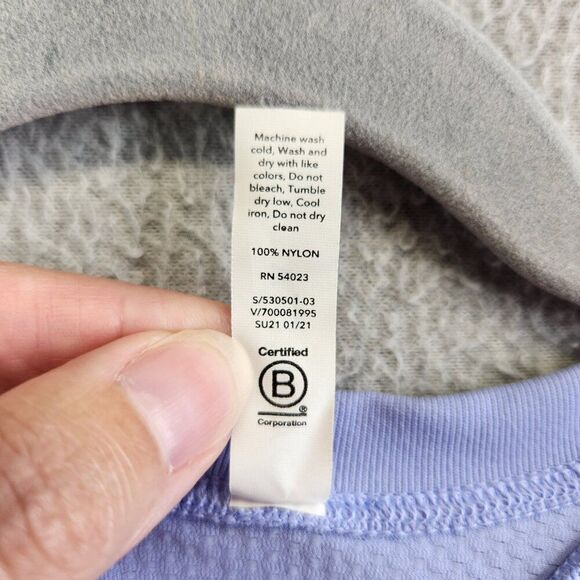 Machine wash
cold, Wash and
dry with like
colors, Do not
bleach, Tumble
dry low, Cool
iron, Do not dry
clean
100% NYLON
RN 54023
S/530501-03
V/700081995
SU21 01/21
Certified
B
®
Corporation